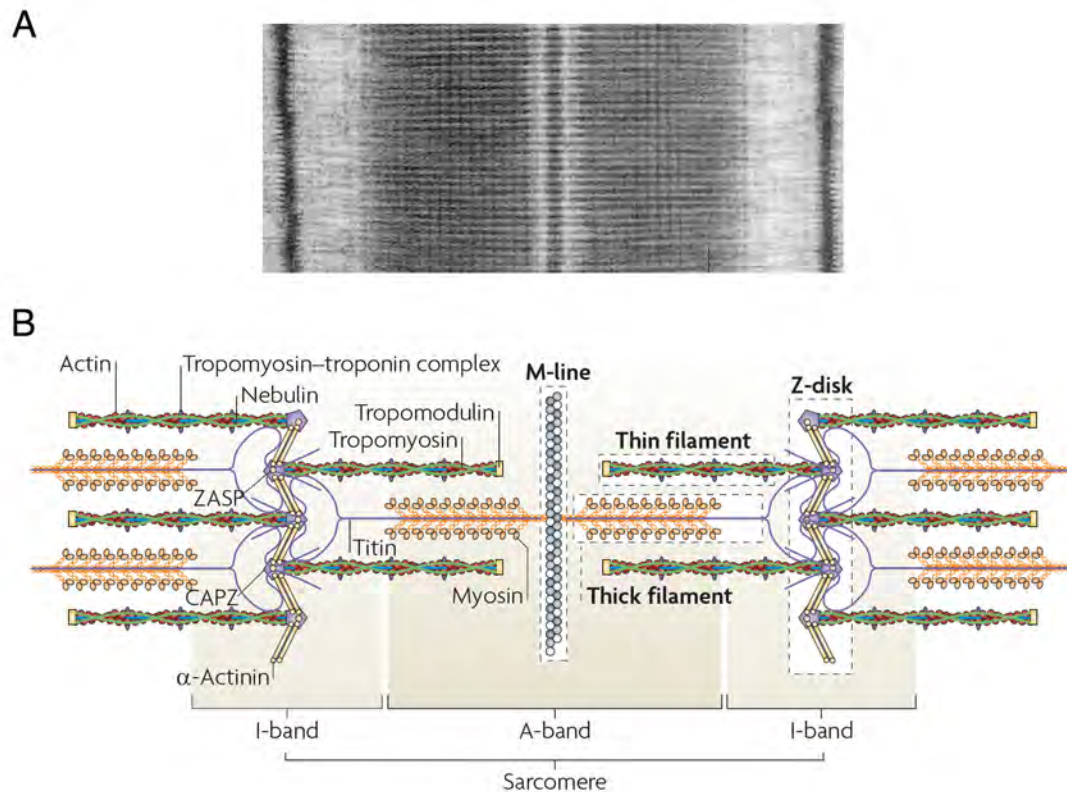 A
B
Actin
Tropomyosin–troponin complex
Nebulin
M-line
Z-disk
Tropomodulin
Tropomyosin
Thin filament
ZASP
Titin
CAPZ
Myosin
Thick filament
α-Actinin
I-band
A-band
I-band
Sarcomere